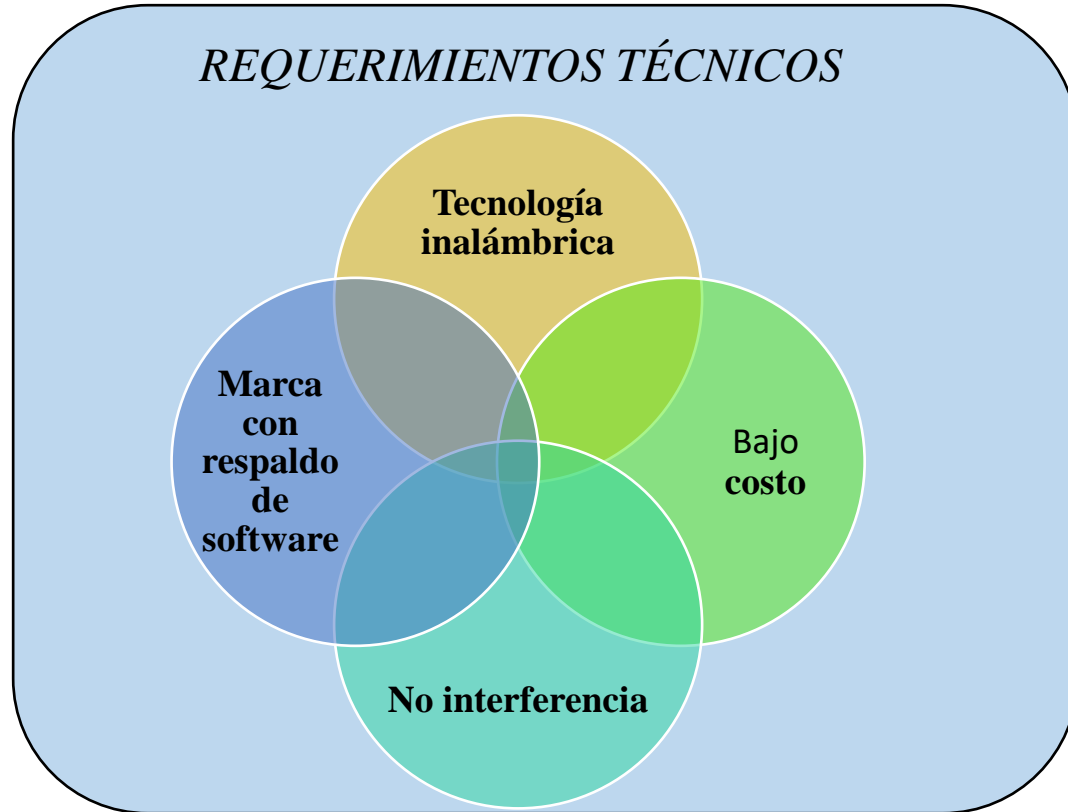 REQUERIMIENTOS TÉCNICOS
Tecnología
inalámbrica
Marca
con
respaldo
de
software
Bajo
costo
No interferencia